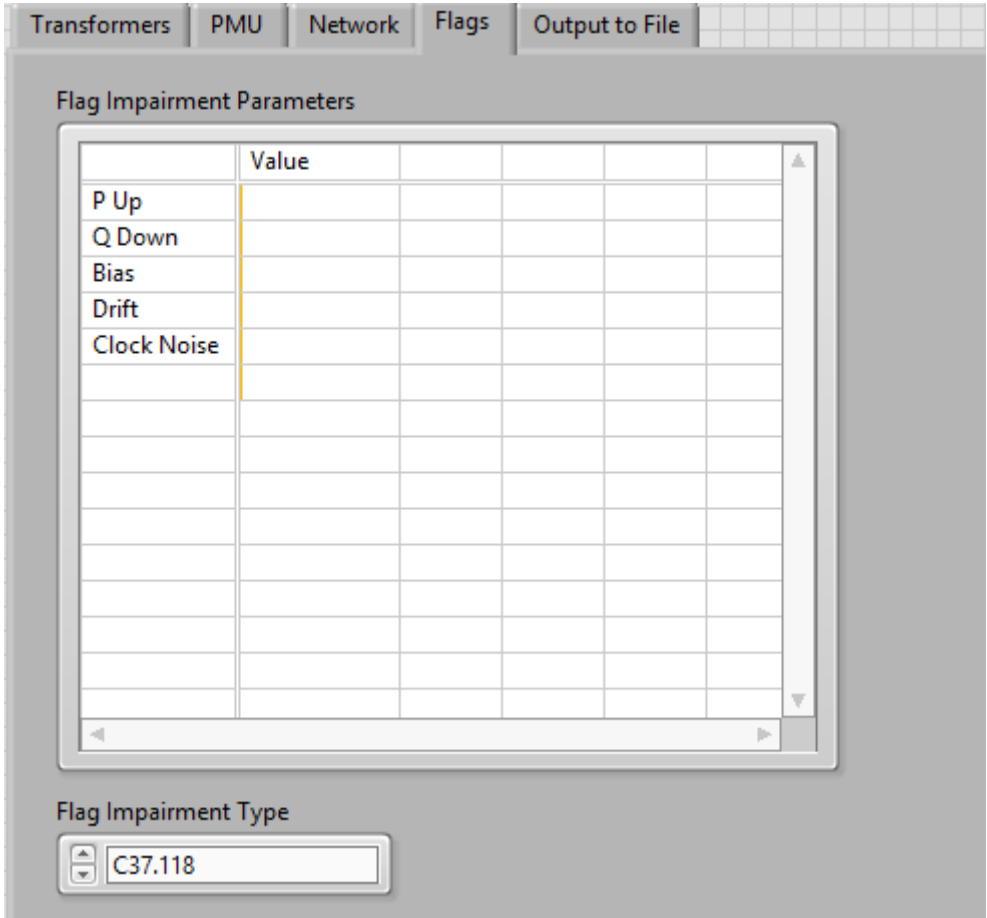 Transformers PMU Network Flags Output to File
Flag Impairment Parameters
Value
P Up
Q Down
Bias
Drift
Clock Noise
Flag Impairment Type
C37.118